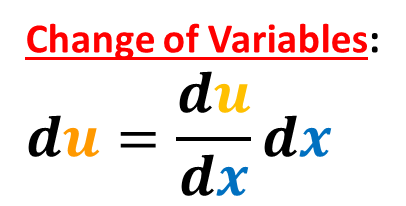 Change of Variables:
du = du/dx dx